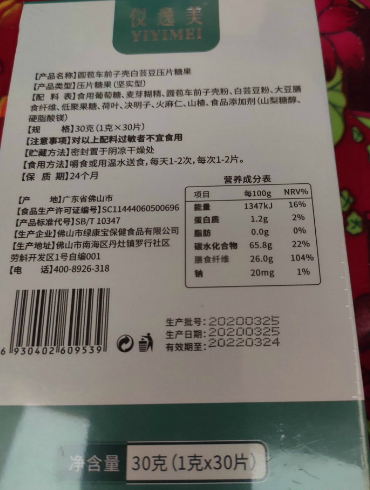 仪逸美
YIYIMEI
【产品名称】圆苞车前子壳白芸豆压片糖果
【产品类型】压片糖果(坚实型)
【配 料 表】食用葡萄糖、麦芽糊精、圆苞车前子壳粉、白芸豆粉、大豆膳
食纤维、低聚果糖、荷叶、决明子、火麻仁、山楂、食品添加剂(山梨糖醇、
硬脂酸镁)
【规 格】30克(1克×30片)
【注意事项】对以上配料过敏者不宜食用
【贮藏方法】密封置于阴凉干燥处
【食用方法】嚼食或用温水送食,每天1-2次,每次1-2片。
【保 质 期】24个月
【产 地】广东省佛山市
【食品生产许可证编号】SC11444060500696
【产品标准代号】SB/T 10347
【生产企业】佛山市绿康宝保健食品有限公司
【生产地址】佛山市南海区丹灶镇罗行社区
劳斛开发区1号自编001
【电 话】400-8926-318
营养成分表
项目 每100g NRV%
能量 1347kJ 16%
蛋白质 1.2g 2%
脂肪 0.0g 0%
碳水化合物 65.8g 22%
膳食纤维 26.0g 104%
钠 20mg 1%
6 930402 609539
生产批号:20200325
生产日期:20200325
有效期至:20220324
净含量 30克(1克x30片)